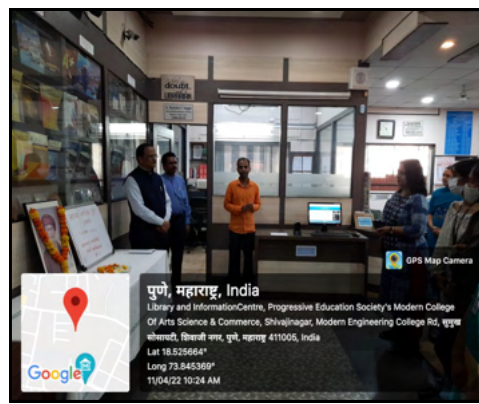 doubt.
GPS Map Camera
पुणे, महाराष्ट्र, India
Library and InformationCentre, Progressive Education Society's Modern College
Of Arts Science & Commerce, Shivajinagar, Modern Engineering College Rd, सुमुख
सोसायटी, शिवाजी नगर, पुणे, महाराष्ट्र 411005, India
Lat 18.525664°
Long 73.845369°
11/04/22 10:24 AM
Google